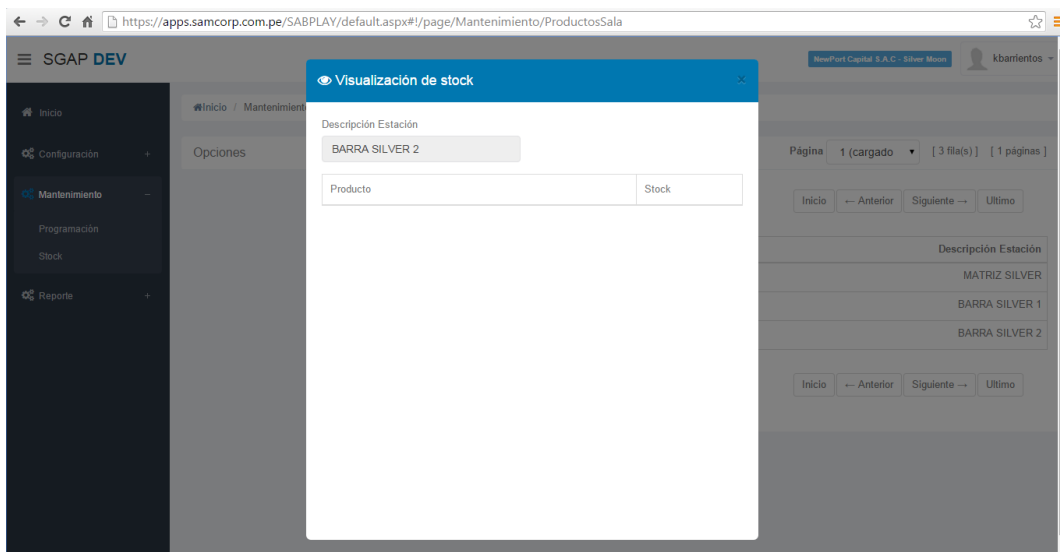 https://apps.samcorp.com.pe/SABPLAY/default.aspx#!/page/Mantenimiento/ProductosSala
SGAP DEV
NewPort Capital S.A.C - Silver Moon
kbarrientos
Inicio
Configuración +
Mantenimiento −
Programación
Stock
Reporte +
Inicio / Mantenimient
Opciones
Página 1 (cargado [ 3 fila(s) ] [ 1 páginas ]
Inicio ← Anterior Siguiente → Ultimo
Descripción Estación
MATRIZ SILVER
BARRA SILVER 1
BARRA SILVER 2
Inicio ← Anterior Siguiente → Ultimo
Visualización de stock ×
Descripción Estación
BARRA SILVER 2
Producto Stock